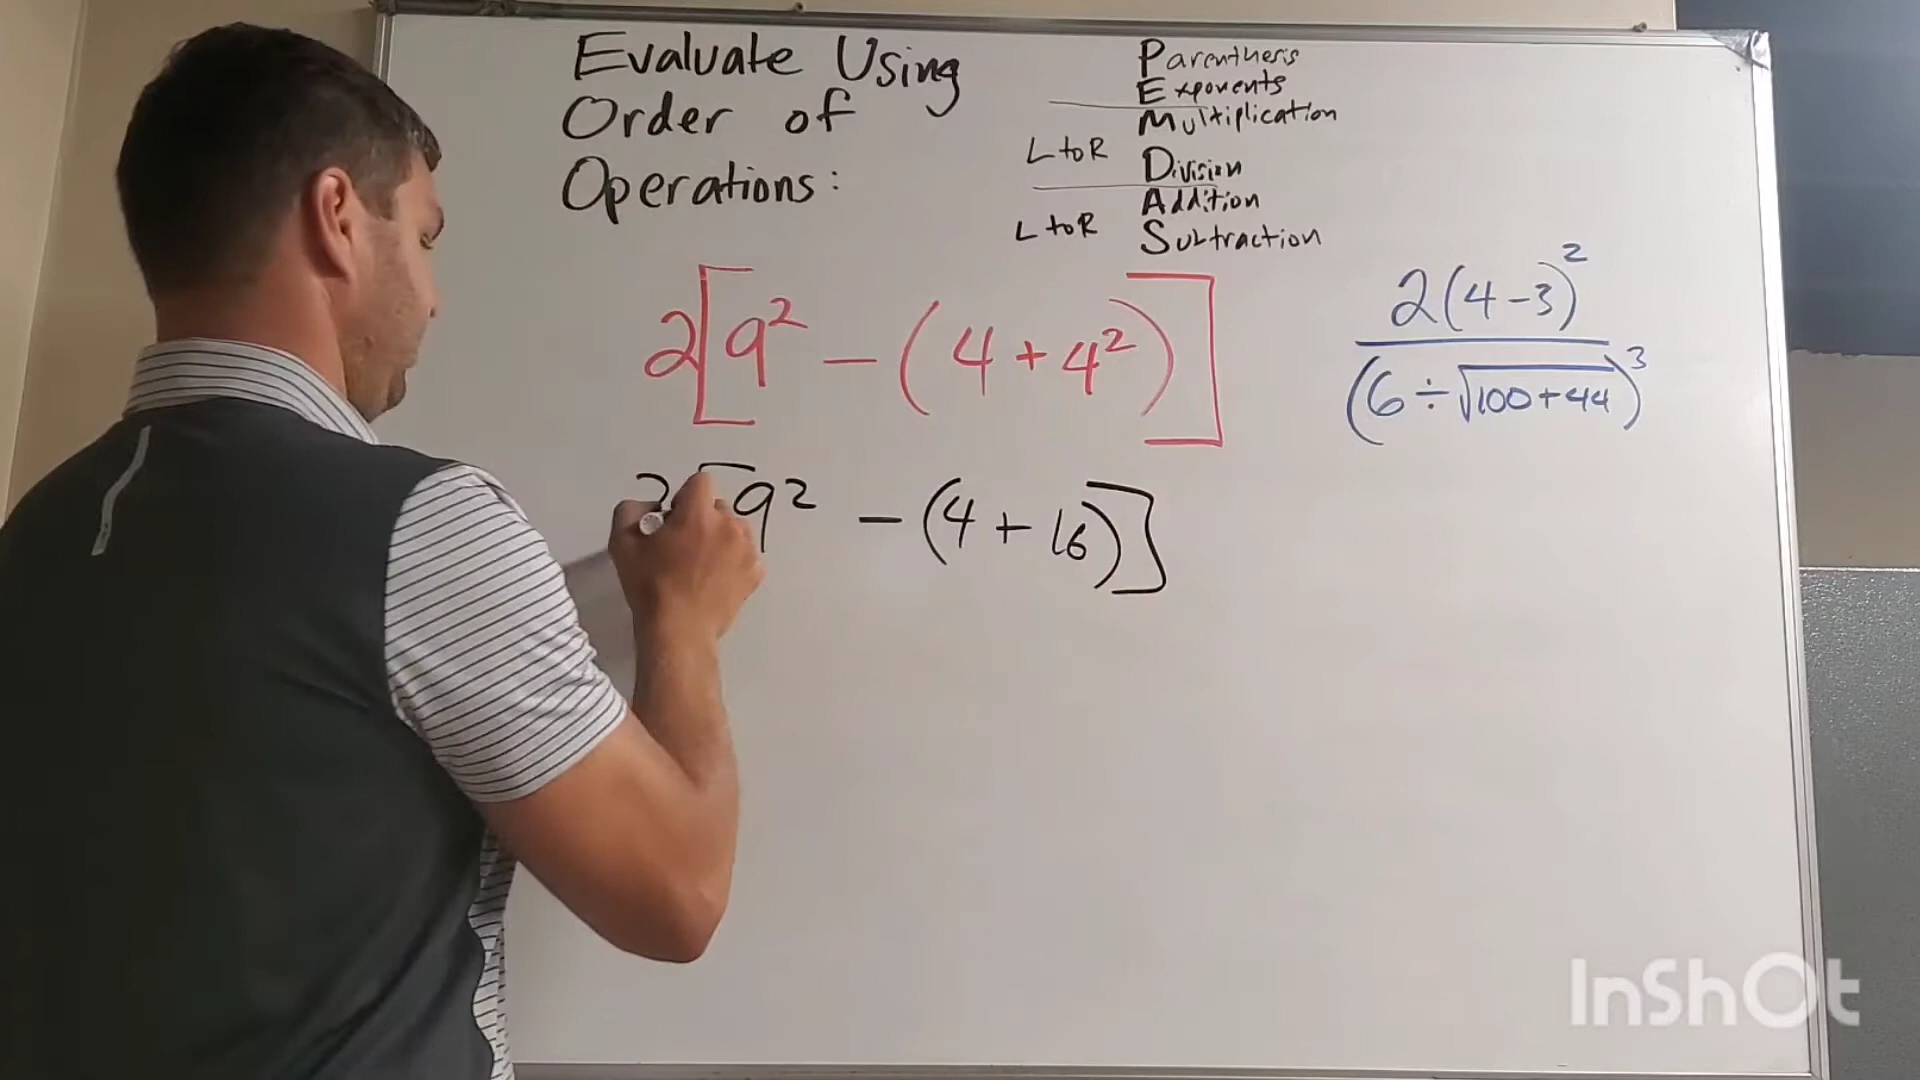 Evaluate Using
Order of
Operations:
Parenthesis
Exponents
Multiplication
L to R
Division
Addition
L to R
Subtraction
2[9² - (4 + 4²)]
2(4-3)²
(6 ÷ √100+44)³
2[9² - (4 + 16)]
InShOt